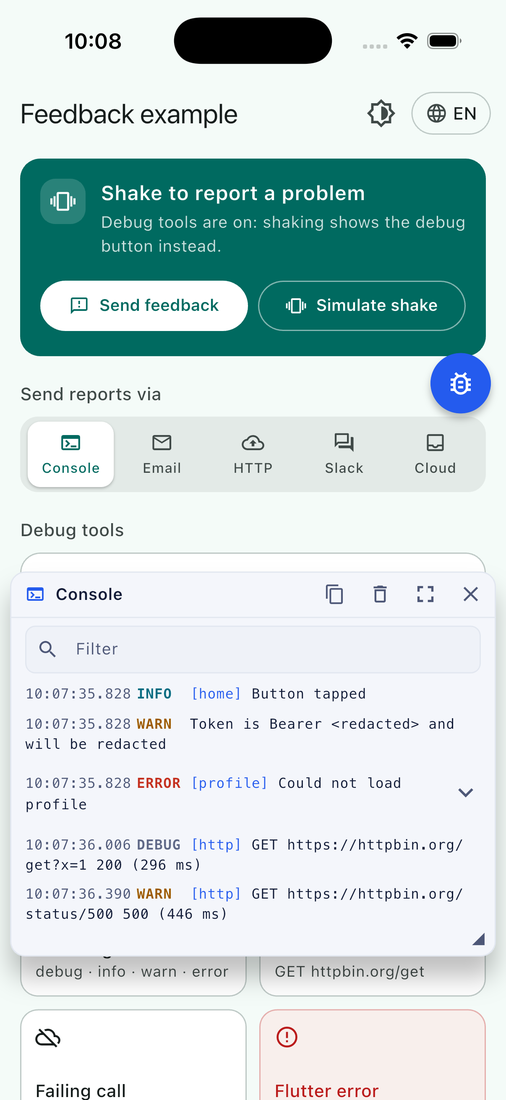 10:08
Feedback example
EN
Shake to report a problem
Debug tools are on: shaking shows the debug
button instead.
Send feedback
Simulate shake
Send reports via
Console
Email
HTTP
Slack
Cloud
Debug tools
Console
Filter
10:07:35.828 INFO [home] Button tapped
10:07:35.828 WARN Token is Bearer <redacted> and
will be redacted
10:07:35.828 ERROR [profile] Could not load
profile
10:07:36.006 DEBUG [http] GET https://httpbin.org/
get?x=1 200 (296 ms)
10:07:36.390 WARN [http] GET https://httpbin.org/
status/500 500 (446 ms)
debug · info · warn · error
GET httpbin.org/get
Failing call
Flutter error